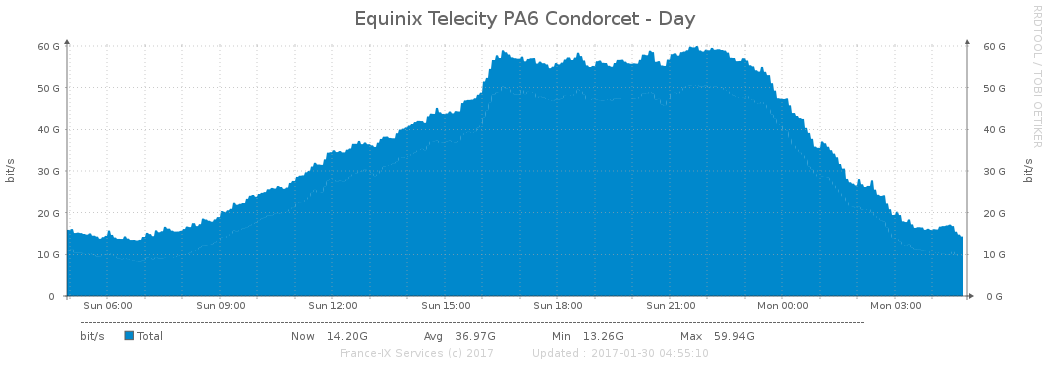 Equinix Telecity PA6 Condorcet - Day
RRDTOOL / TOBI OETIKER
bit/s
bit/s
60 G 60 G
50 G 50 G
40 G 40 G
30 G 30 G
20 G 20 G
10 G 10 G
0 0 G
Sun 06:00 Sun 09:00 Sun 12:00 Sun 15:00 Sun 18:00 Sun 21:00 Mon 00:00 Mon 03:00
bit/s Total Now 14.20G Avg 36.97G Min 13.26G Max 59.94G
France-IX Services (c) 2017 Updated : 2017-01-30 04:55:10